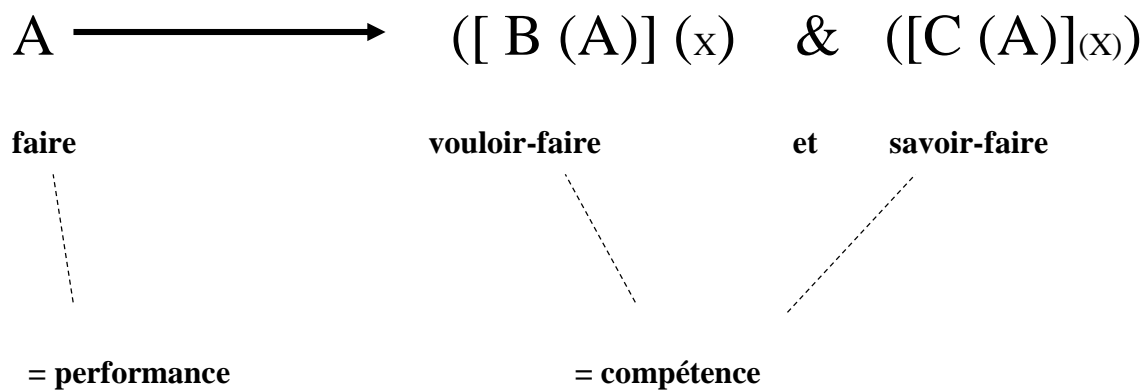 A ([ B (A)] (X) & ([C (A)](X))
faire vouloir-faire et savoir-faire
= performance = compétence